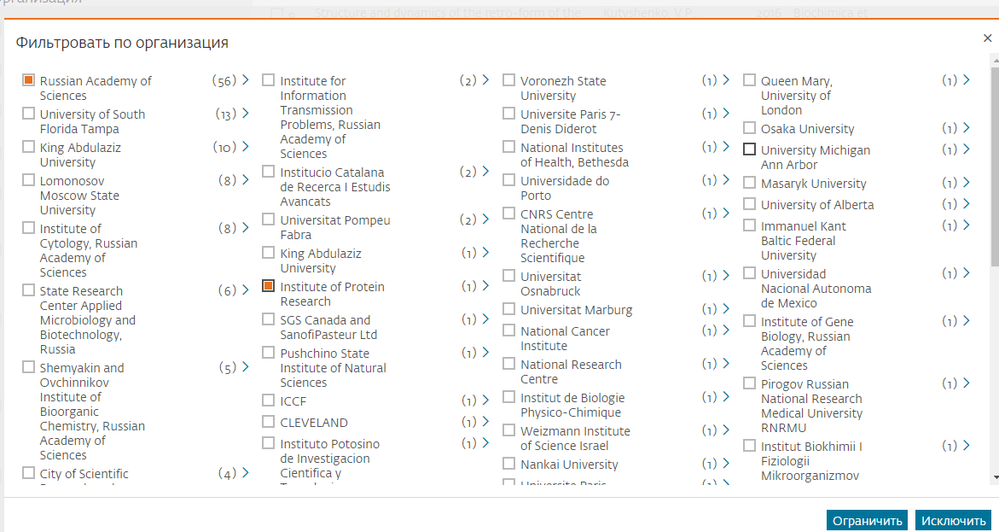 Организация
9 Structure and dynamics of the retro-form of the Kutyshenko, V.P. 2016 Biochimica et
Фильтровать по организация
Russian Academy of (56)
Sciences
University of South (13)
Florida Tampa
King Abdulaziz (10)
University
Lomonosov (8)
Moscow State
University
Institute of (8)
Cytology, Russian
Academy of
Sciences
State Research (6)
Center Applied
Microbiology and
Biotechnology,
Russia
Shemyakin and (5)
Ovchinnikov
Institute of
Bioorganic
Chemistry, Russian
Academy of
Sciences
City of Scientific (4)
Institute for (2)
Information
Transmission
Problems, Russian
Academy of
Sciences
Institucio Catalana (2)
de Recerca I Estudis
Avancats
Universitat Pompeu (2)
Fabra
King Abdulaziz (1)
University
Institute of Protein (1)
Research
SGS Canada and (1)
SanofiPasteur Ltd
Pushchino State (1)
Institute of Natural
Sciences
ICCF (1)
CLEVELAND (1)
Instituto Potosino (1)
de Investigacion
Cientifica y
Voronezh State (1)
University
Universite Paris 7-(1)
Denis Diderot
National Institutes (1)
of Health, Bethesda
Universidade do (1)
Porto
CNRS Centre (1)
National de la
Recherche
Scientifique
Universitat (1)
Osnabruck
Universitat Marburg (1)
National Cancer (1)
Institute
National Research (1)
Centre
Institut de Biologie (1)
Physico-Chimique
Weizmann Institute (1)
of Science Israel
Nankai University (1)
Universite Paris (1)
Queen Mary, (1)
University of
London
Osaka University (1)
University Michigan (1)
Ann Arbor
Masaryk University (1)
University of Alberta (1)
Immanuel Kant (1)
Baltic Federal
University
Universidad (1)
Nacional Autonoma
de Mexico
Institute of Gene (1)
Biology, Russian
Academy of
Sciences
Pirogov Russian (1)
National Research
Medical University
RNRMU
Institut Biokhimii I (1)
Fiziologii
Mikroorganizmov
Ограничить Исключить